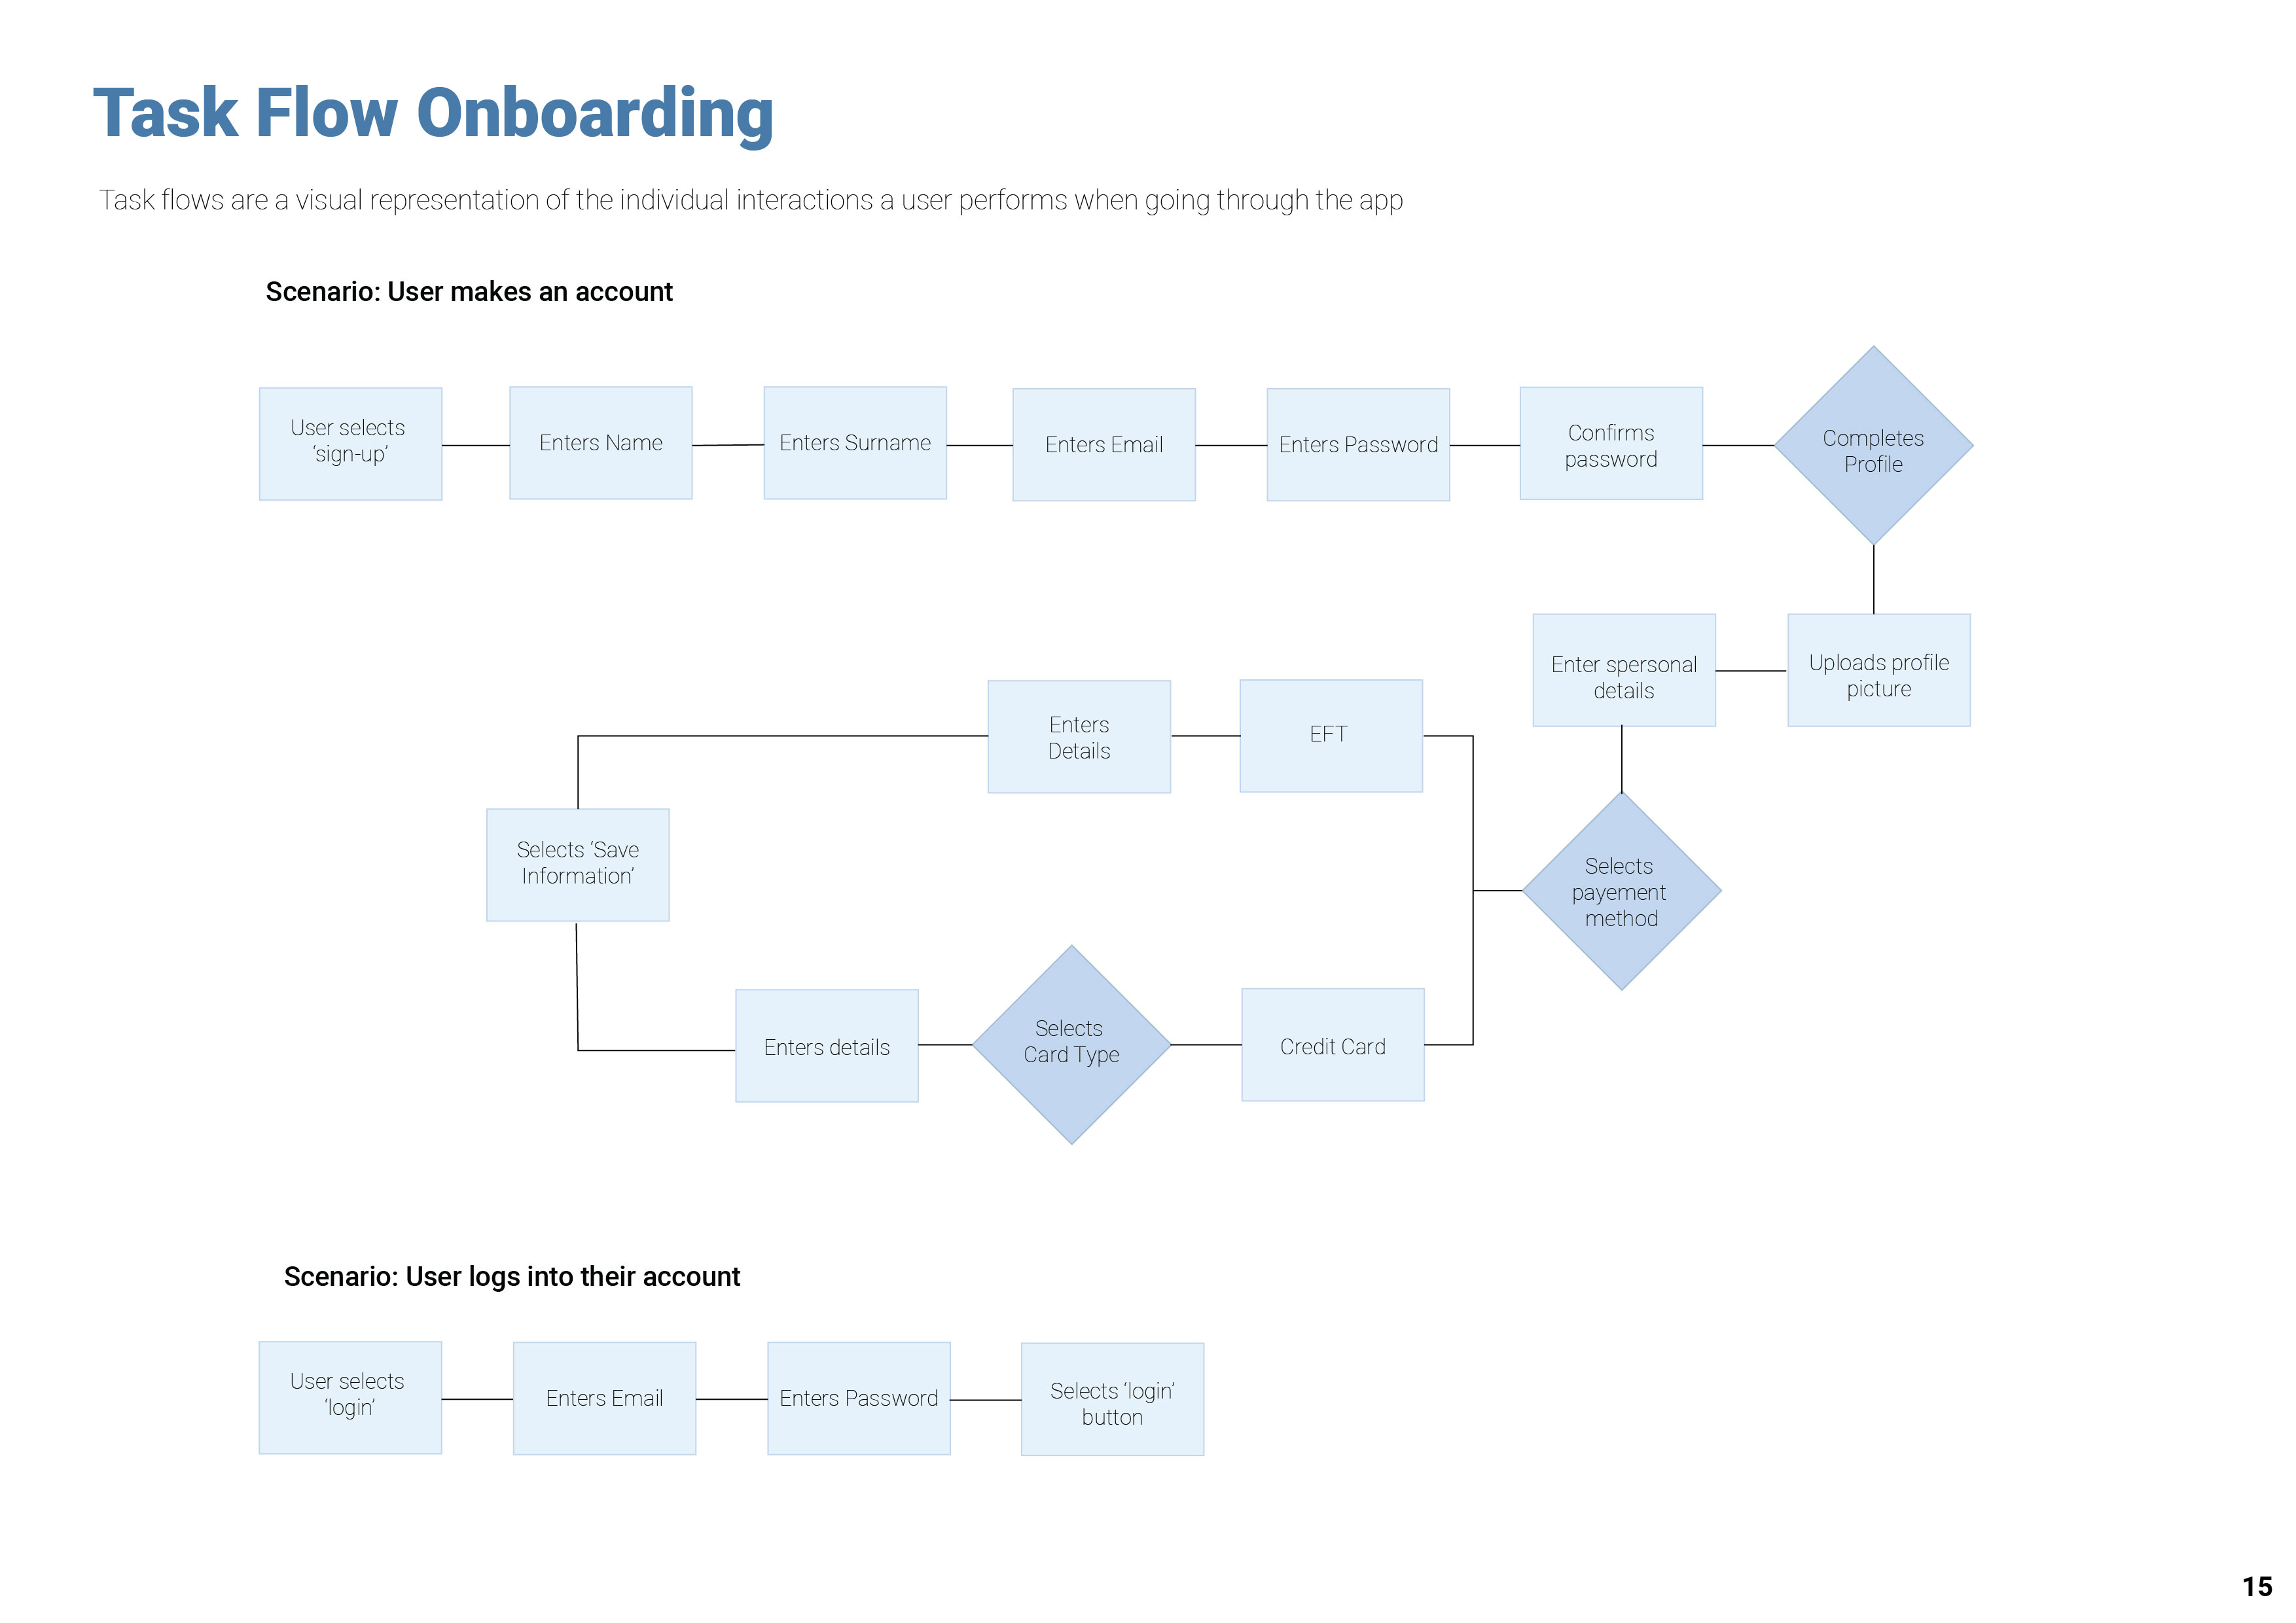 Task Flow Onboarding
Task flows are a visual representation of the individual interactions a user performs when going through the app
Scenario: User makes an account
User selects
‘sign-up’
Enters Name
Enters Surname
Enters Email
Enters Password
Confirms
password
Completes
Profile
Uploads profile
picture
Enter spersonal
details
Selects
payement
method
EFT
Enters
Details
Credit Card
Selects
Card Type
Enters details
Selects ‘Save
Information’
Scenario: User logs into their account
User selects
‘login’
Enters Email
Enters Password
Selects ‘login’
button
15